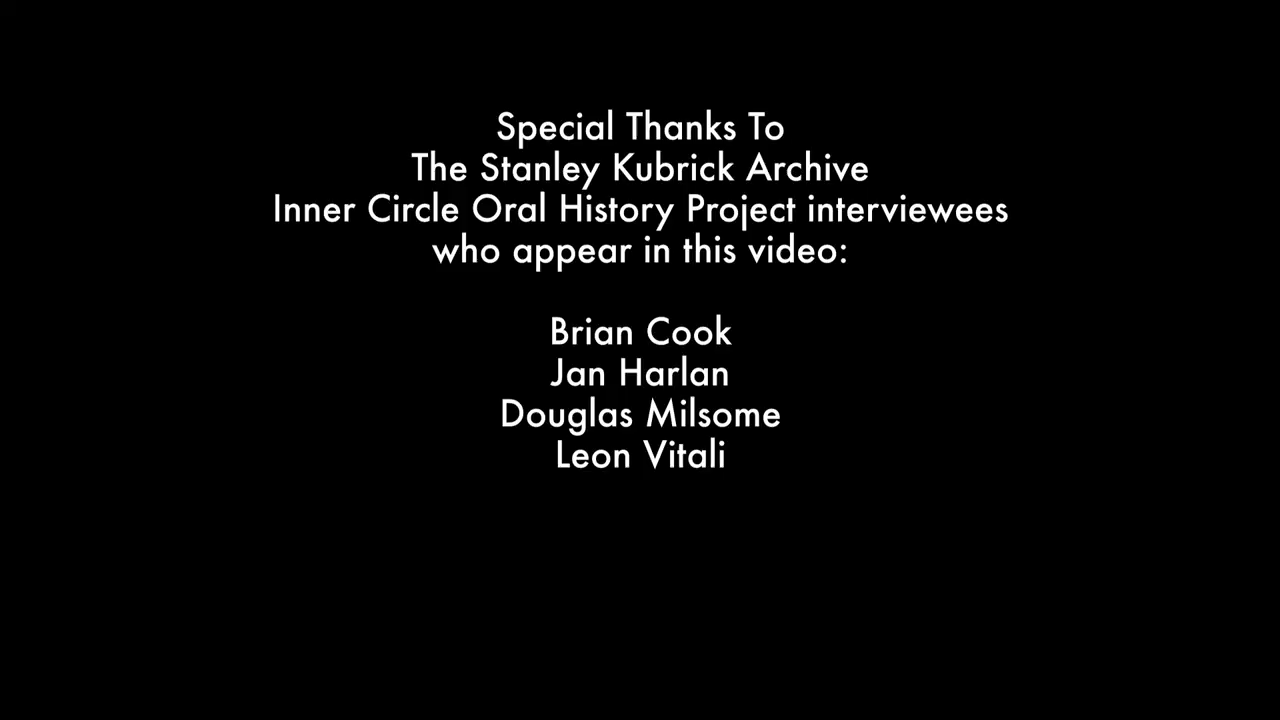 Special Thanks To
The Stanley Kubrick Archive
Inner Circle Oral History Project interviewees
who appear in this video:
Brian Cook
Jan Harlan
Douglas Milsome
Leon Vitali